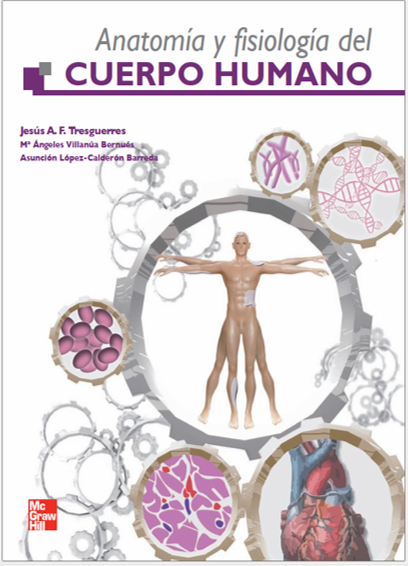 Anatomía y fisiología del
CUERPO HUMANO
Jesús A. F. Tresguerres
Mª Ángeles Villanúa Bernués
Asunción López-Calderón Barreda
Mc
Graw
Hill